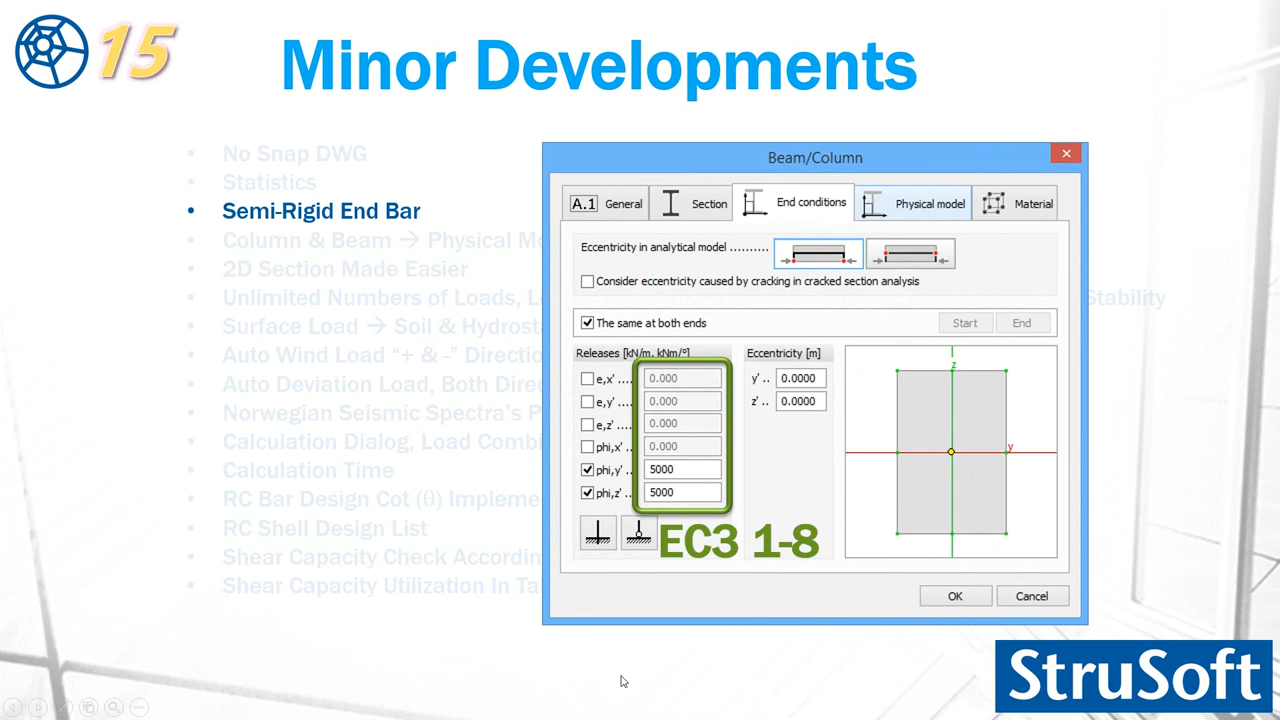 15
Minor Developments
• No Snap DWG
• Statistics
• Semi-Rigid End Bar
• Column & Beam → Physical Mo
• 2D Section Made Easier
• Unlimited Numbers of Loads, L
Stability
• Surface Load → Soil & Hydrost
• Auto Wind Load “+ & -” Directio
• Auto Deviation Load, Both Dire
• Norwegian Seismic Spectra’s P
• Calculation Dialog, Load Combi
• Calculation Time
• RC Bar Design Cot (θ) Impleme
• RC Shell Design List
• Shear Capacity Check Accordin
• Shear Capacity Utilization In Ta
Beam/Column
A.1 General
Section
End conditions
Physical model
Material
Eccentricity in analytical model ..........
Consider eccentricity caused by cracking in cracked section analysis
The same at both ends
Start
End
Releases [kN/m, kNm/°]
e,x' .... 0.000
e,y' .... 0.000
e,z' .... 0.000
phi,x' .. 0.000
phi,y' .. 5000
phi,z' .. 5000
Eccentricity [m]
y' .. 0.0000
z' .. 0.0000
z
y
EC3 1-8
OK
Cancel
StruSoft